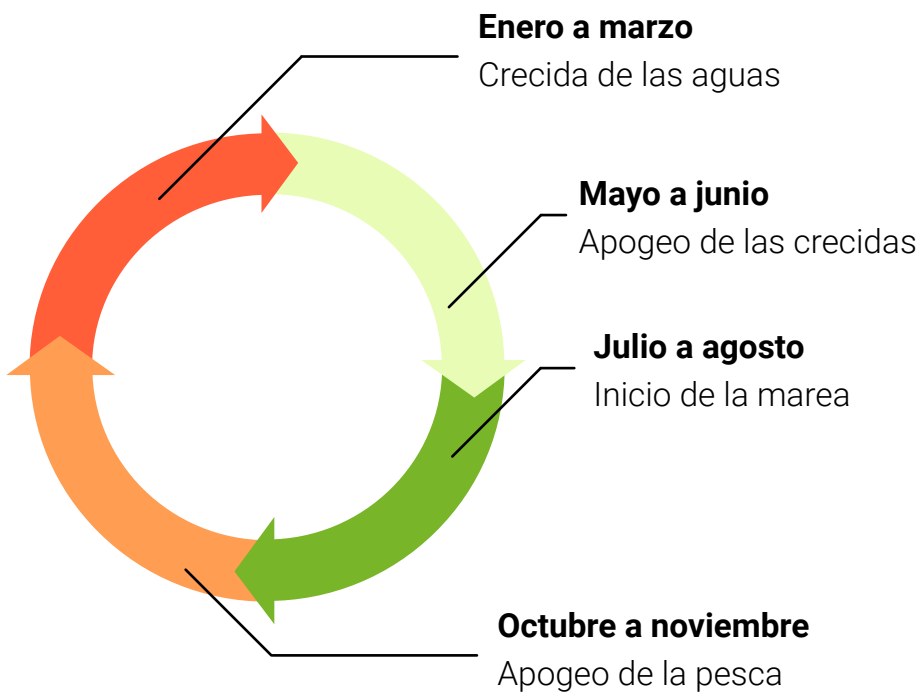 Enero a marzo
Crecida de las aguas
Mayo a junio
Apogeo de las crecidas
Julio a agosto
Inicio de la marea
Octubre a noviembre
Apogeo de la pesca